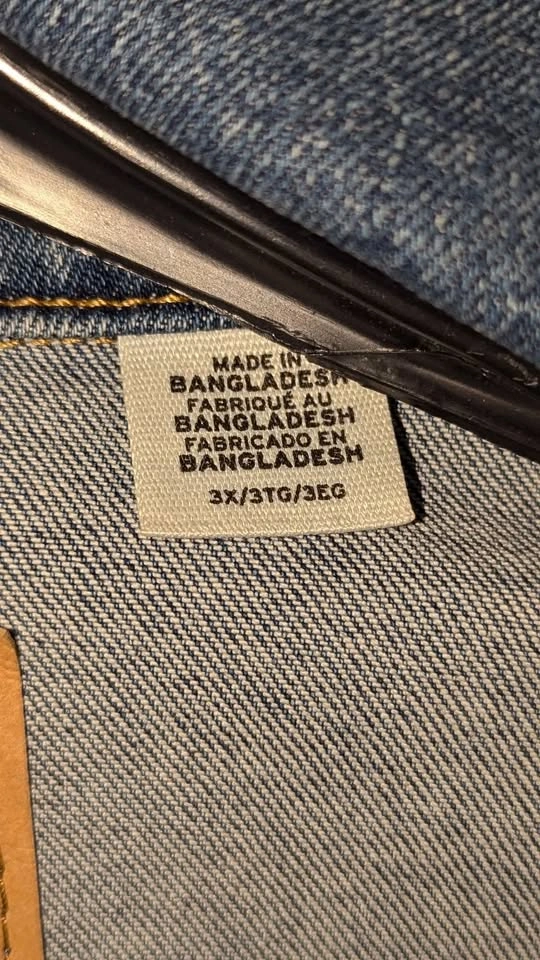 MADE IN
BANGLADESH
FABRIQUÉ AU
BANGLADESH
FABRICADO EN
BANGLADESH
3X/3TG/3EG